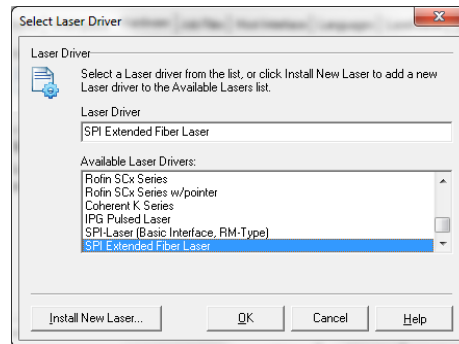 Select Laser Driver
Laser Driver
Select a Laser driver from the list, or click Install New Laser to add a new
Laser driver to the Available Lasers list.
Laser Driver
SPI Extended Fiber Laser
Available Laser Drivers:
Rofin SCx Series
Rofin SCx Series w/pointer
Coherent K Series
IPG Pulsed Laser
SPI-Laser (Basic Interface, RM-Type)
SPI Extended Fiber Laser
Install New Laser... OK Cancel Help